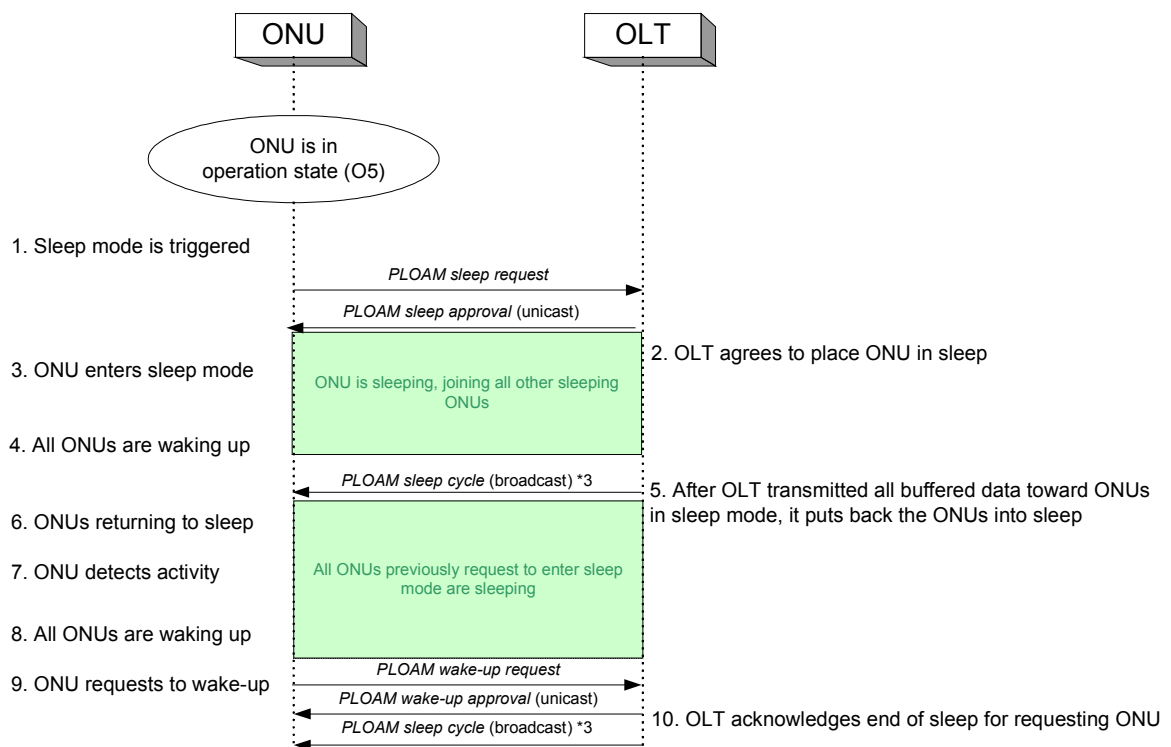 ONU
OLT
ONU is in
operation state (O5)
1. Sleep mode is triggered
PLOAM sleep request
PLOAM sleep approval (unicast)
2. OLT agrees to place ONU in sleep
3. ONU enters sleep mode
ONU is sleeping, joining all other sleeping
ONUs
4. All ONUs are waking up
PLOAM sleep cycle (broadcast) *3
5. After OLT transmitted all buffered data toward ONUs
in sleep mode, it puts back the ONUs into sleep
6. ONUs returning to sleep
7. ONU detects activity
All ONUs previously request to enter sleep
mode are sleeping
8. All ONUs are waking up
PLOAM wake-up request
9. ONU requests to wake-up
PLOAM wake-up approval (unicast)
10. OLT acknowledges end of sleep for requesting ONU
PLOAM sleep cycle (broadcast) *3